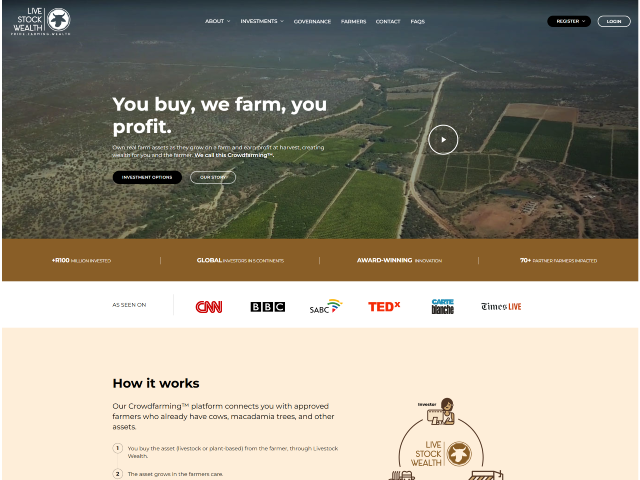 LIVE
STOCK
WEALTH
FREE FARMING WEALTH
ABOUT INVESTMENTS GOVERNANCE FARMERS CONTACT FAQS
REGISTER LOGIN
You buy, we farm, you
profit.
Own real farm assets as they grow on a farm and earn profit at harvest, creating
wealth for you and the farmer. We call this Crowdfarming™.
INVESTMENT OPTIONS OUR STORY
+R100 MILLION INVESTED
GLOBAL INVESTORS IN 5 CONTINENTS
AWARD-WINNING INNOVATION
70+ PARTNER FARMERS IMPACTED
AS SEEN ON
CNN
BBC
SABC
TEDx
CARTE
blanche
Times LIVE
How it works
Our Crowdfarming™ platform connects you with approved
farmers who already have cows, macadamia trees, and other
assets.
1 You buy the asset (livestock or plant-based) from the farmer, through Livestock
Wealth.
2 The asset grows in the farmers care.
Investor
LIVE
STOCK
WEALTH